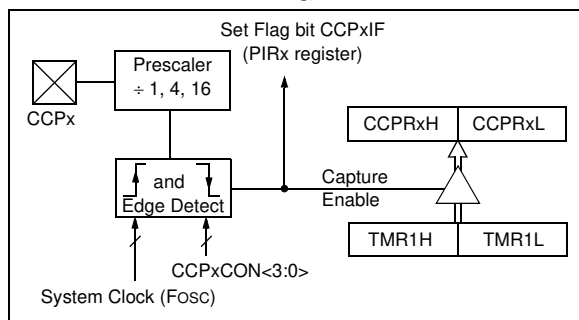 Set Flag bit CCPxIF
(PIRx register)
Prescaler
÷ 1, 4, 16
CCPx
CCPRxH
CCPRxL
and
Edge Detect
Capture
Enable
TMR1H
TMR1L
CCPxCON<3:0>
System Clock (FOSC)